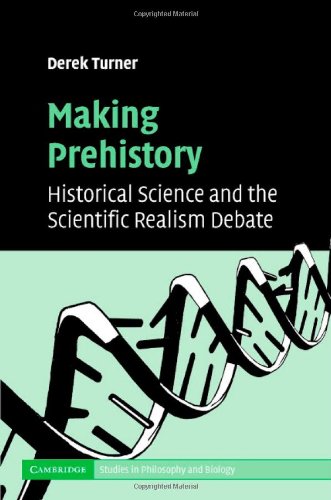 Derek Turner
Making
Prehistory
Historical Science and the
Scientific Realism Debate
CAMBRIDGE Studies in Philosophy and Biology